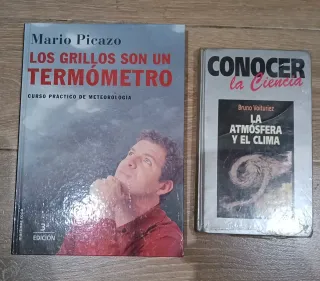 Mario Picazo
LOS GRILLOS SON UN
TERMÓMETRO
CURSO PRÁCTICO DE METEOROLOGÍA
3ª
EDICIÓN
CONOCER
la Ciencia
Bruno Voituriez
LA
ATMÓSFERA
Y EL CLIMA